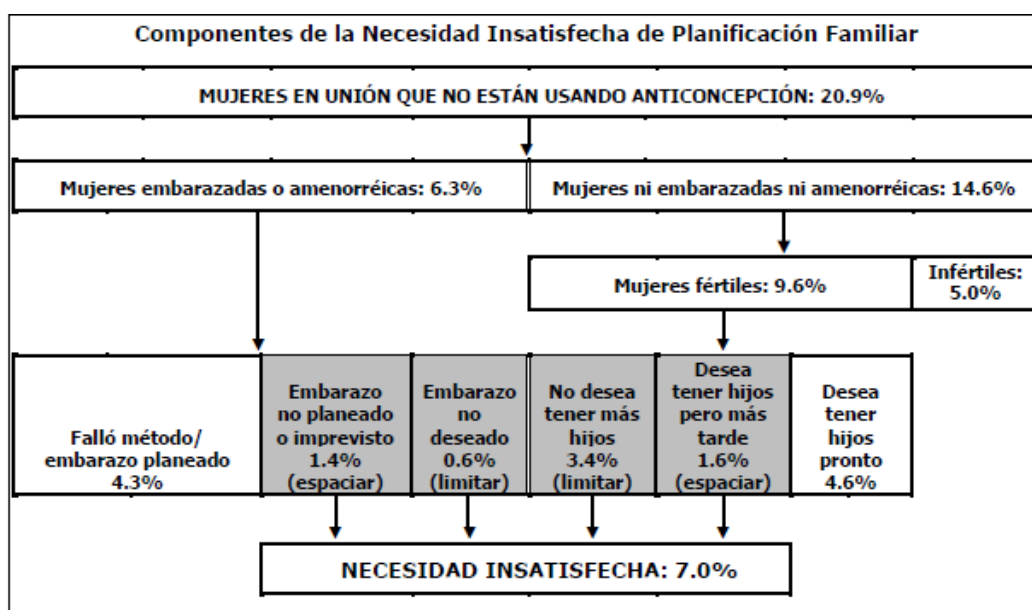 Componentes de la Necesidad Insatisfecha de Planificación Familiar
MUJERES EN UNIÓN QUE NO ESTÁN USANDO ANTICONCEPCIÓN: 20.9%
Mujeres embarazadas o amenorréicas: 6.3%
Mujeres ni embarazadas ni amenorréicas: 14.6%
Mujeres fértiles: 9.6%
Infértiles:
5.0%
Falló método/
embarazo planeado
4.3%
Embarazo
no planeado
o imprevisto
1.4%
(espaciar)
Embarazo
no
deseado
0.6%
(limitar)
No desea
tener más
hijos
3.4%
(limitar)
Desea
tener hijos
pero más
tarde
1.6%
(espaciar)
Desea
tener
hijos
pronto
4.6%
NECESIDAD INSATISFECHA: 7.0%